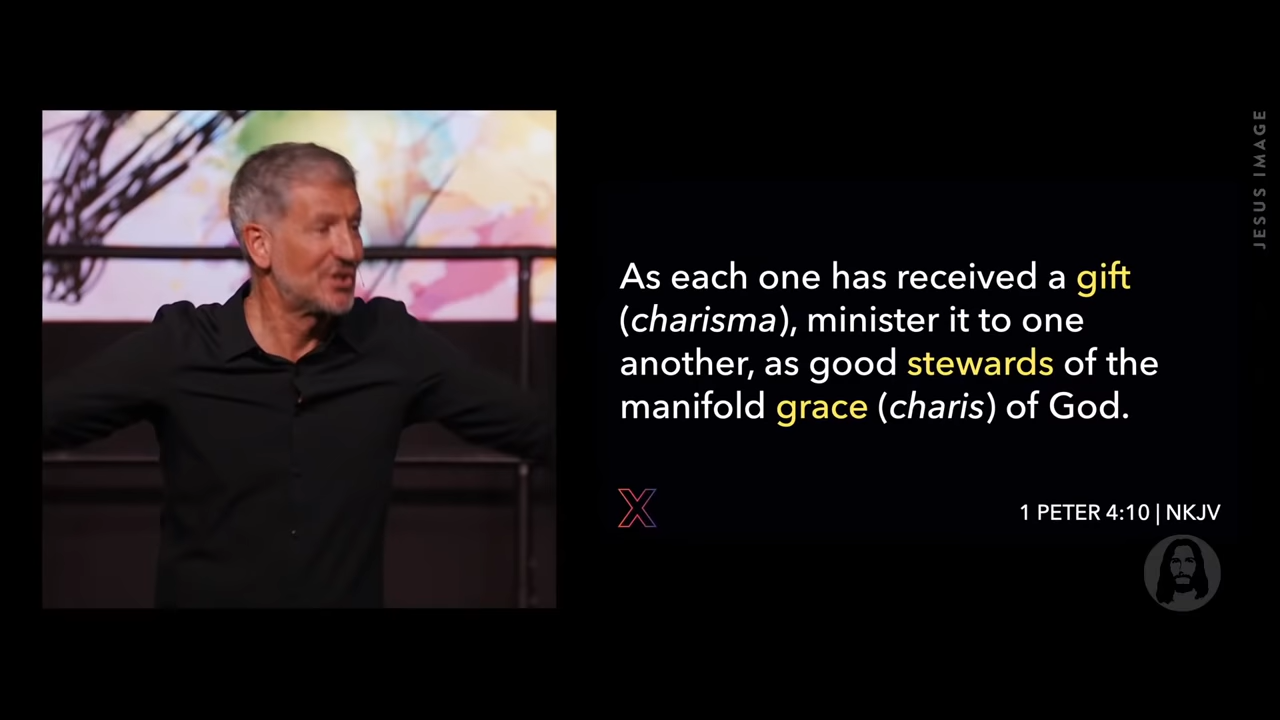 As each one has received a gift
(charisma), minister it to one
another, as good stewards of the
manifold grace (charis) of God.
X
1 PETER 4:10 | NKJV
JESUS IMAGE